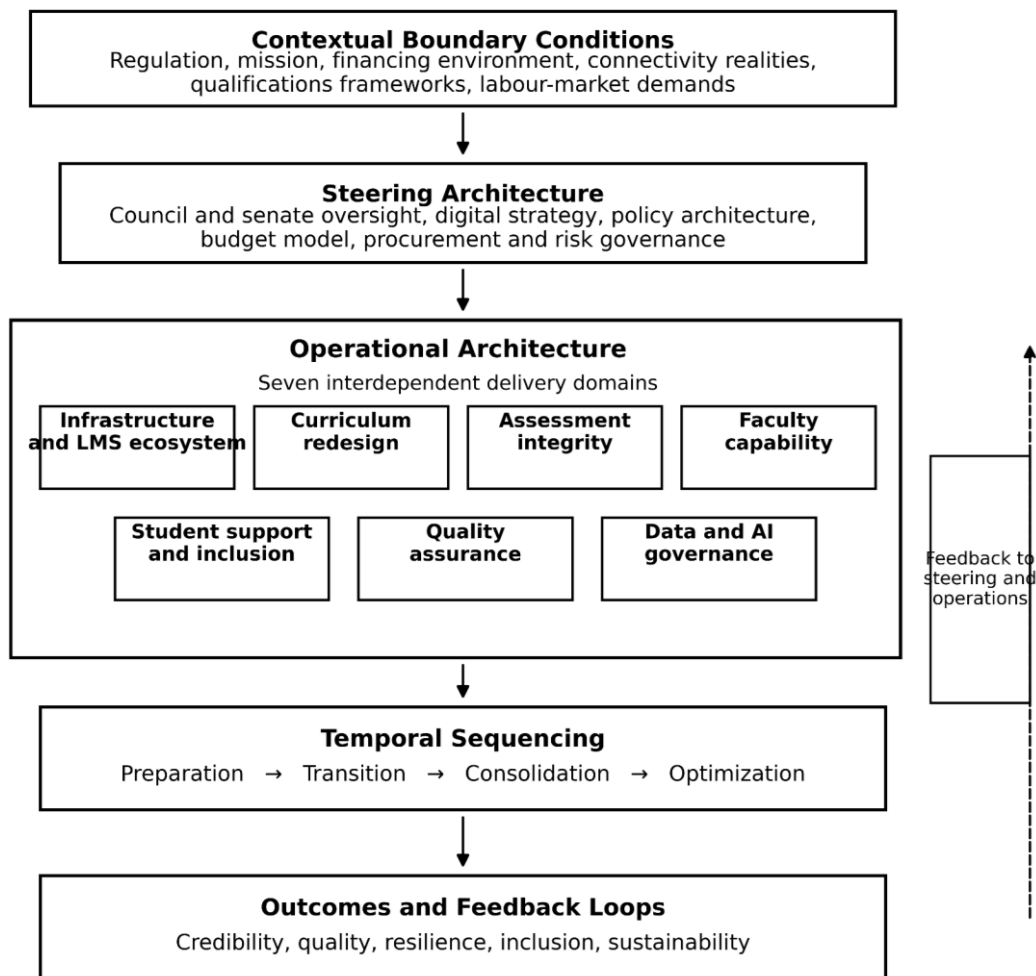 Contextual Boundary Conditions
Regulation, mission, financing environment, connectivity realities,
qualifications frameworks, labour-market demands
Steering Architecture
Council and senate oversight, digital strategy, policy architecture,
budget model, procurement and risk governance
Operational Architecture
Seven interdependent delivery domains
Infrastructure
and LMS ecosystem
Curriculum
redesign
Assessment
integrity
Faculty
capability
Student support
and inclusion
Quality
assurance
Data and AI
governance
Feedback to
steering and
operations
Temporal Sequencing
Preparation → Transition → Consolidation → Optimization
Outcomes and Feedback Loops
Credibility, quality, resilience, inclusion, sustainability